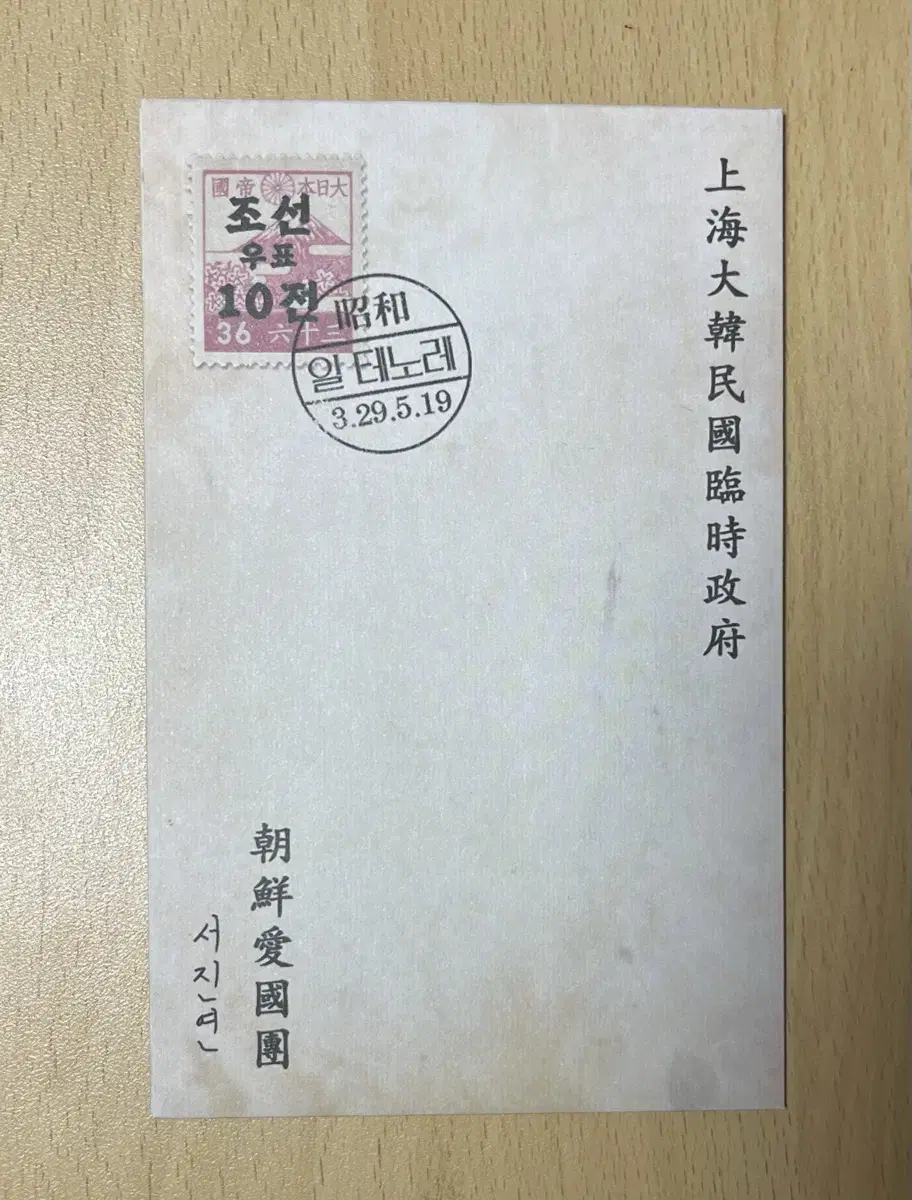 大日本帝國
조선
우표
10전
36 三十六
昭和
일 테노레
3.29.5.19
上海大韓民國臨時政府
朝鮮愛國團
서진연